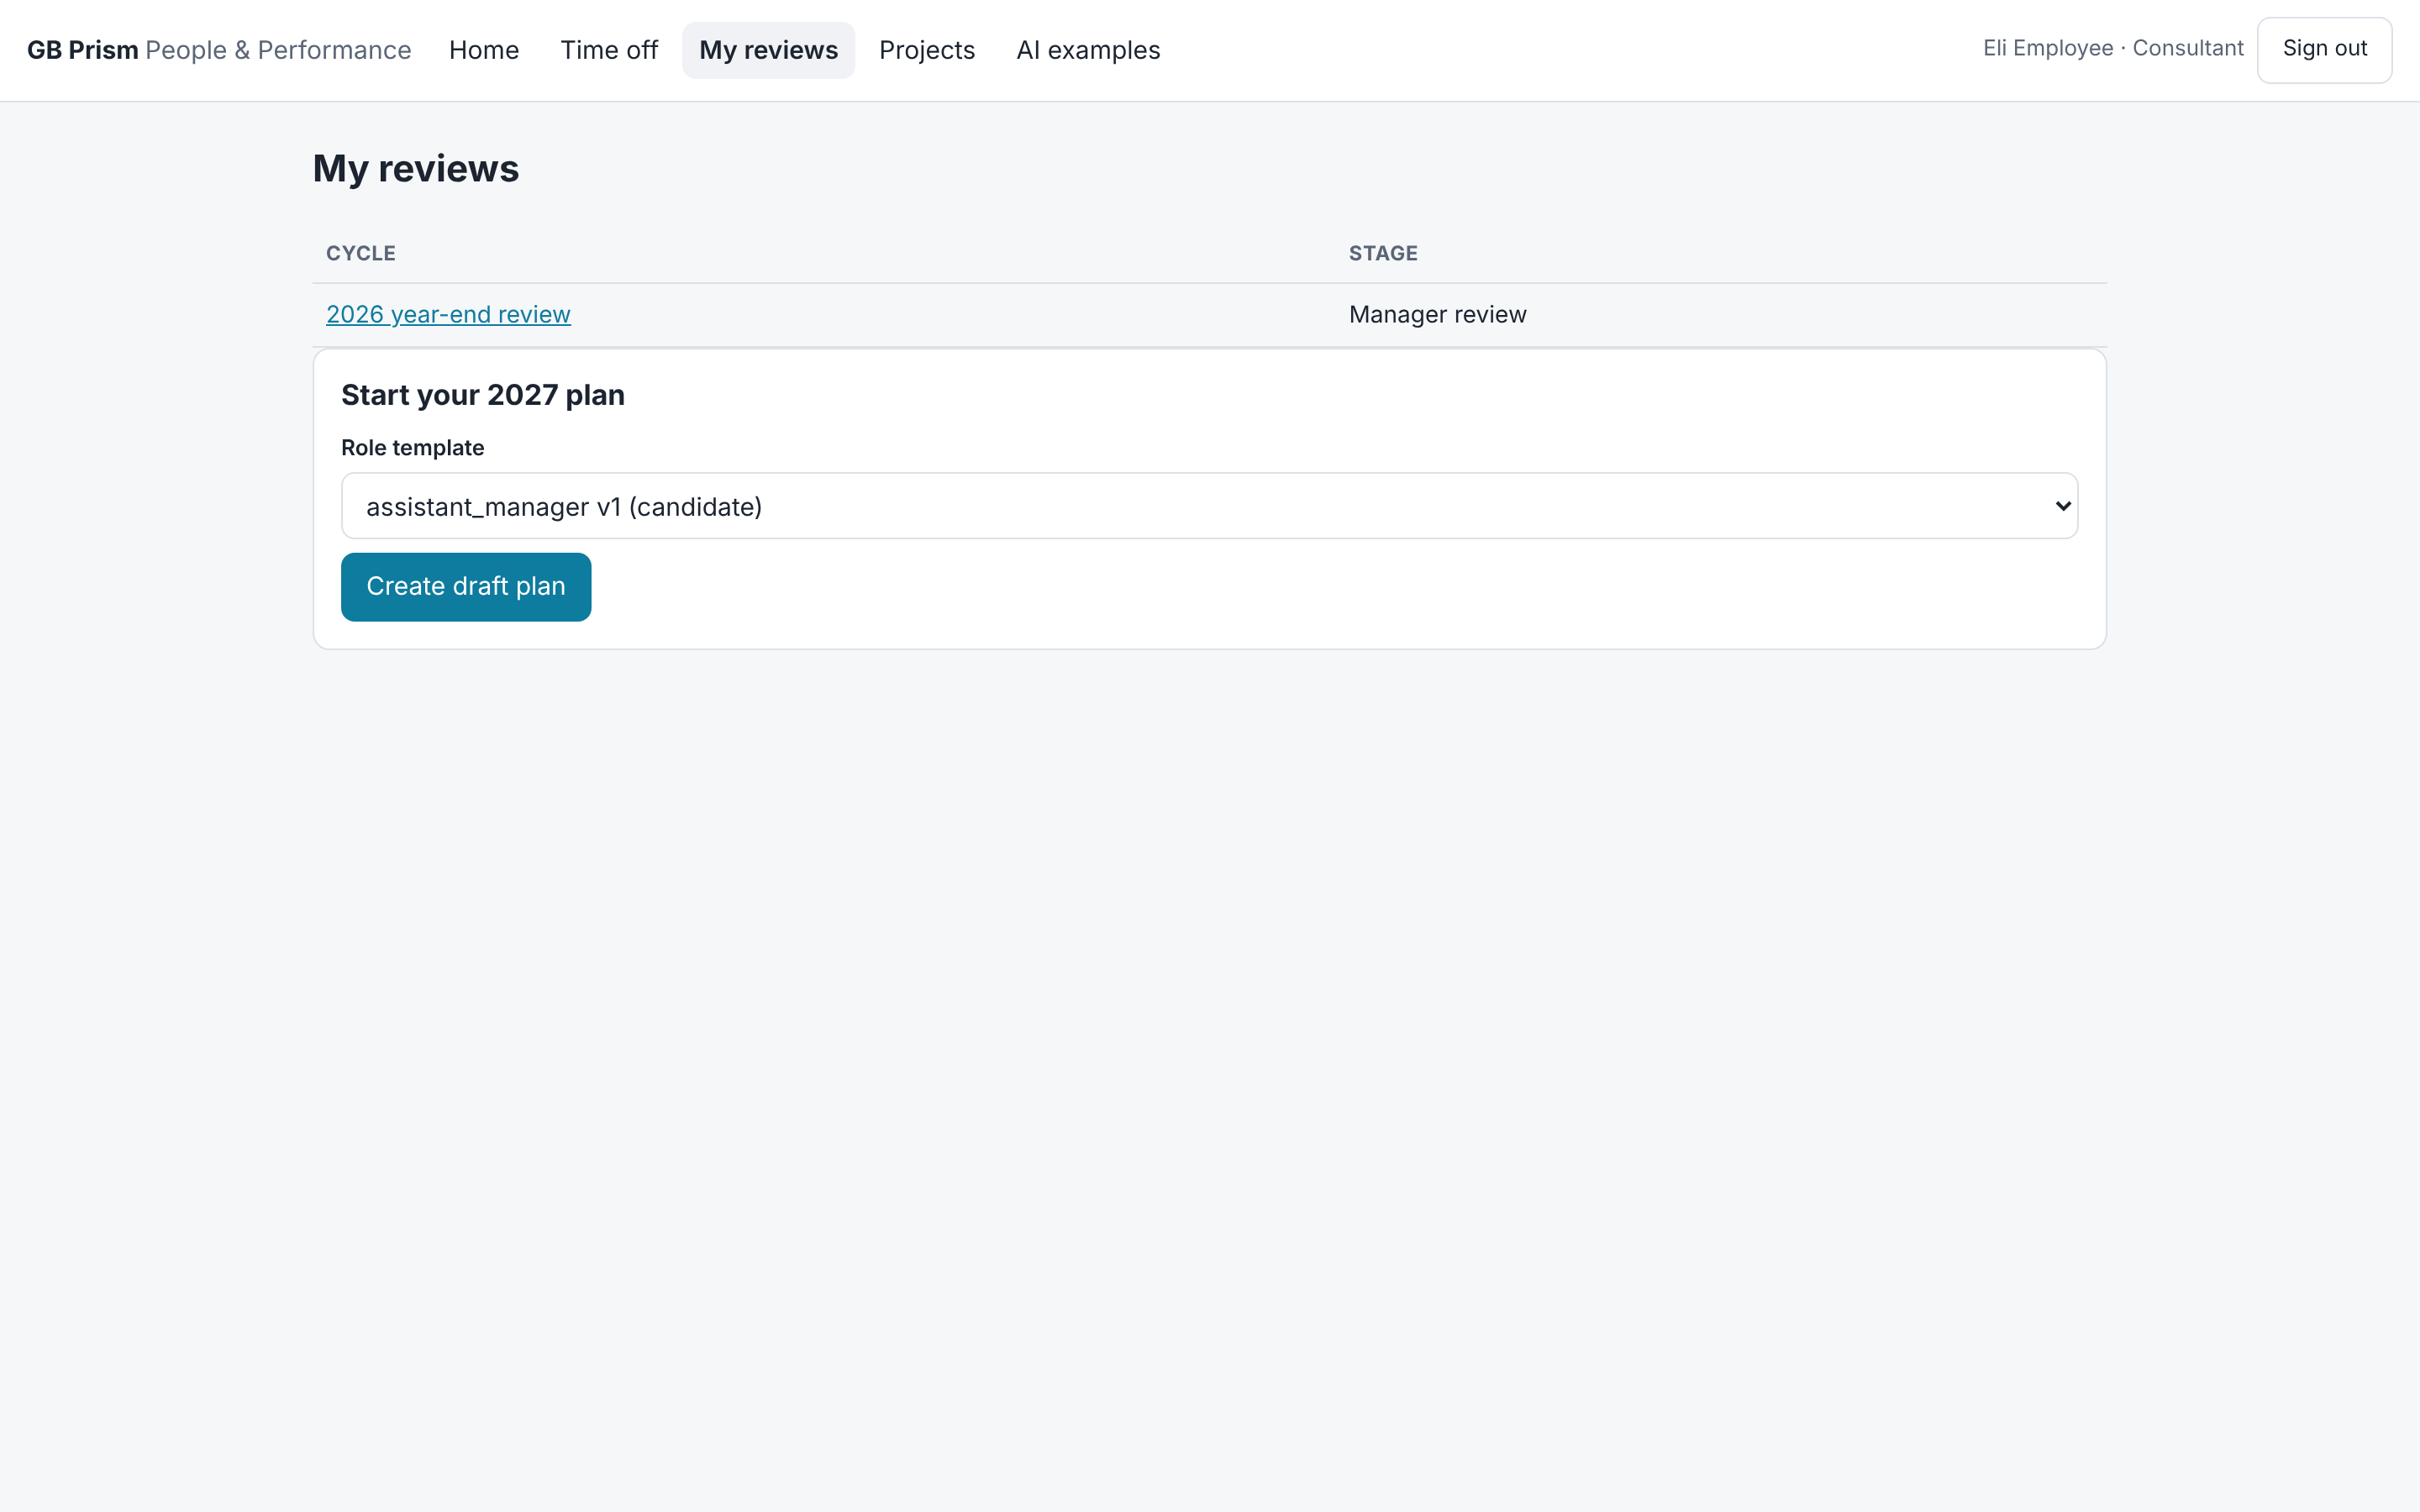 GB Prism People & Performance Home Time off My reviews Projects AI examples Eli Employee · Consultant Sign out
My reviews
CYCLE STAGE
2026 year-end review Manager review
Start your 2027 plan
Role template
assistant_manager v1 (candidate)
Create draft plan